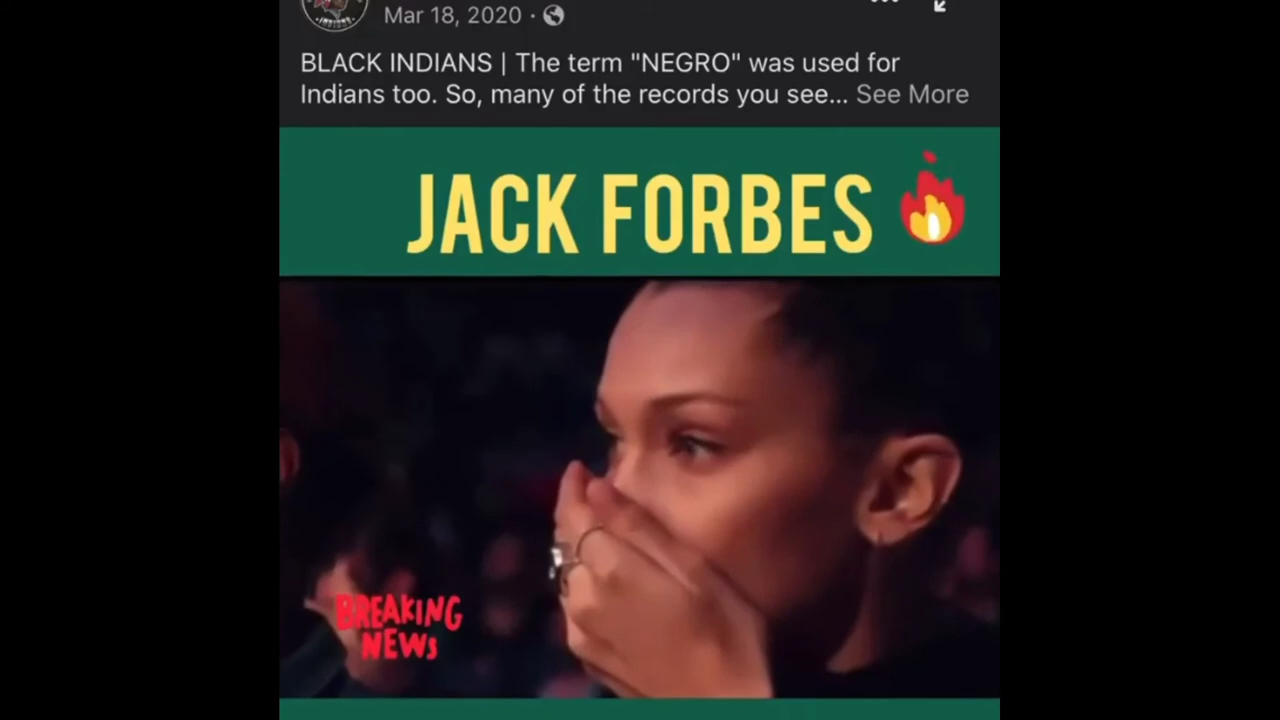 INDIANS
Mar 18, 2020 ·
BLACK INDIANS | The term "NEGRO" was used for
Indians too. So, many of the records you see... See More
JACK FORBES
BREAKING
NEWS